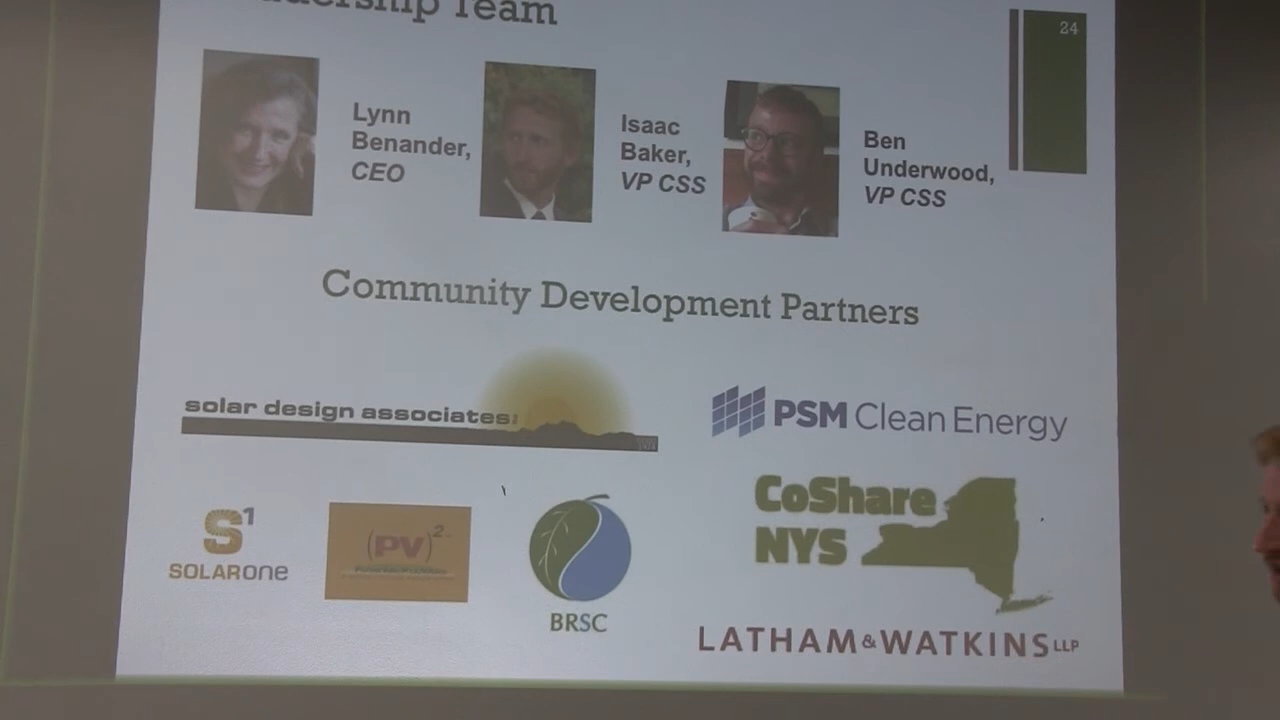 Team
24
Lynn
Benander,
CEO
Isaac
Baker,
VP CSS
Ben
Underwood,
VP CSS
Community Development Partners
solar design associates
PSM Clean Energy
S1
SOLARone
(PV)2
BRSC
CoShare
NYS
LATHAM&WATKINS LLP